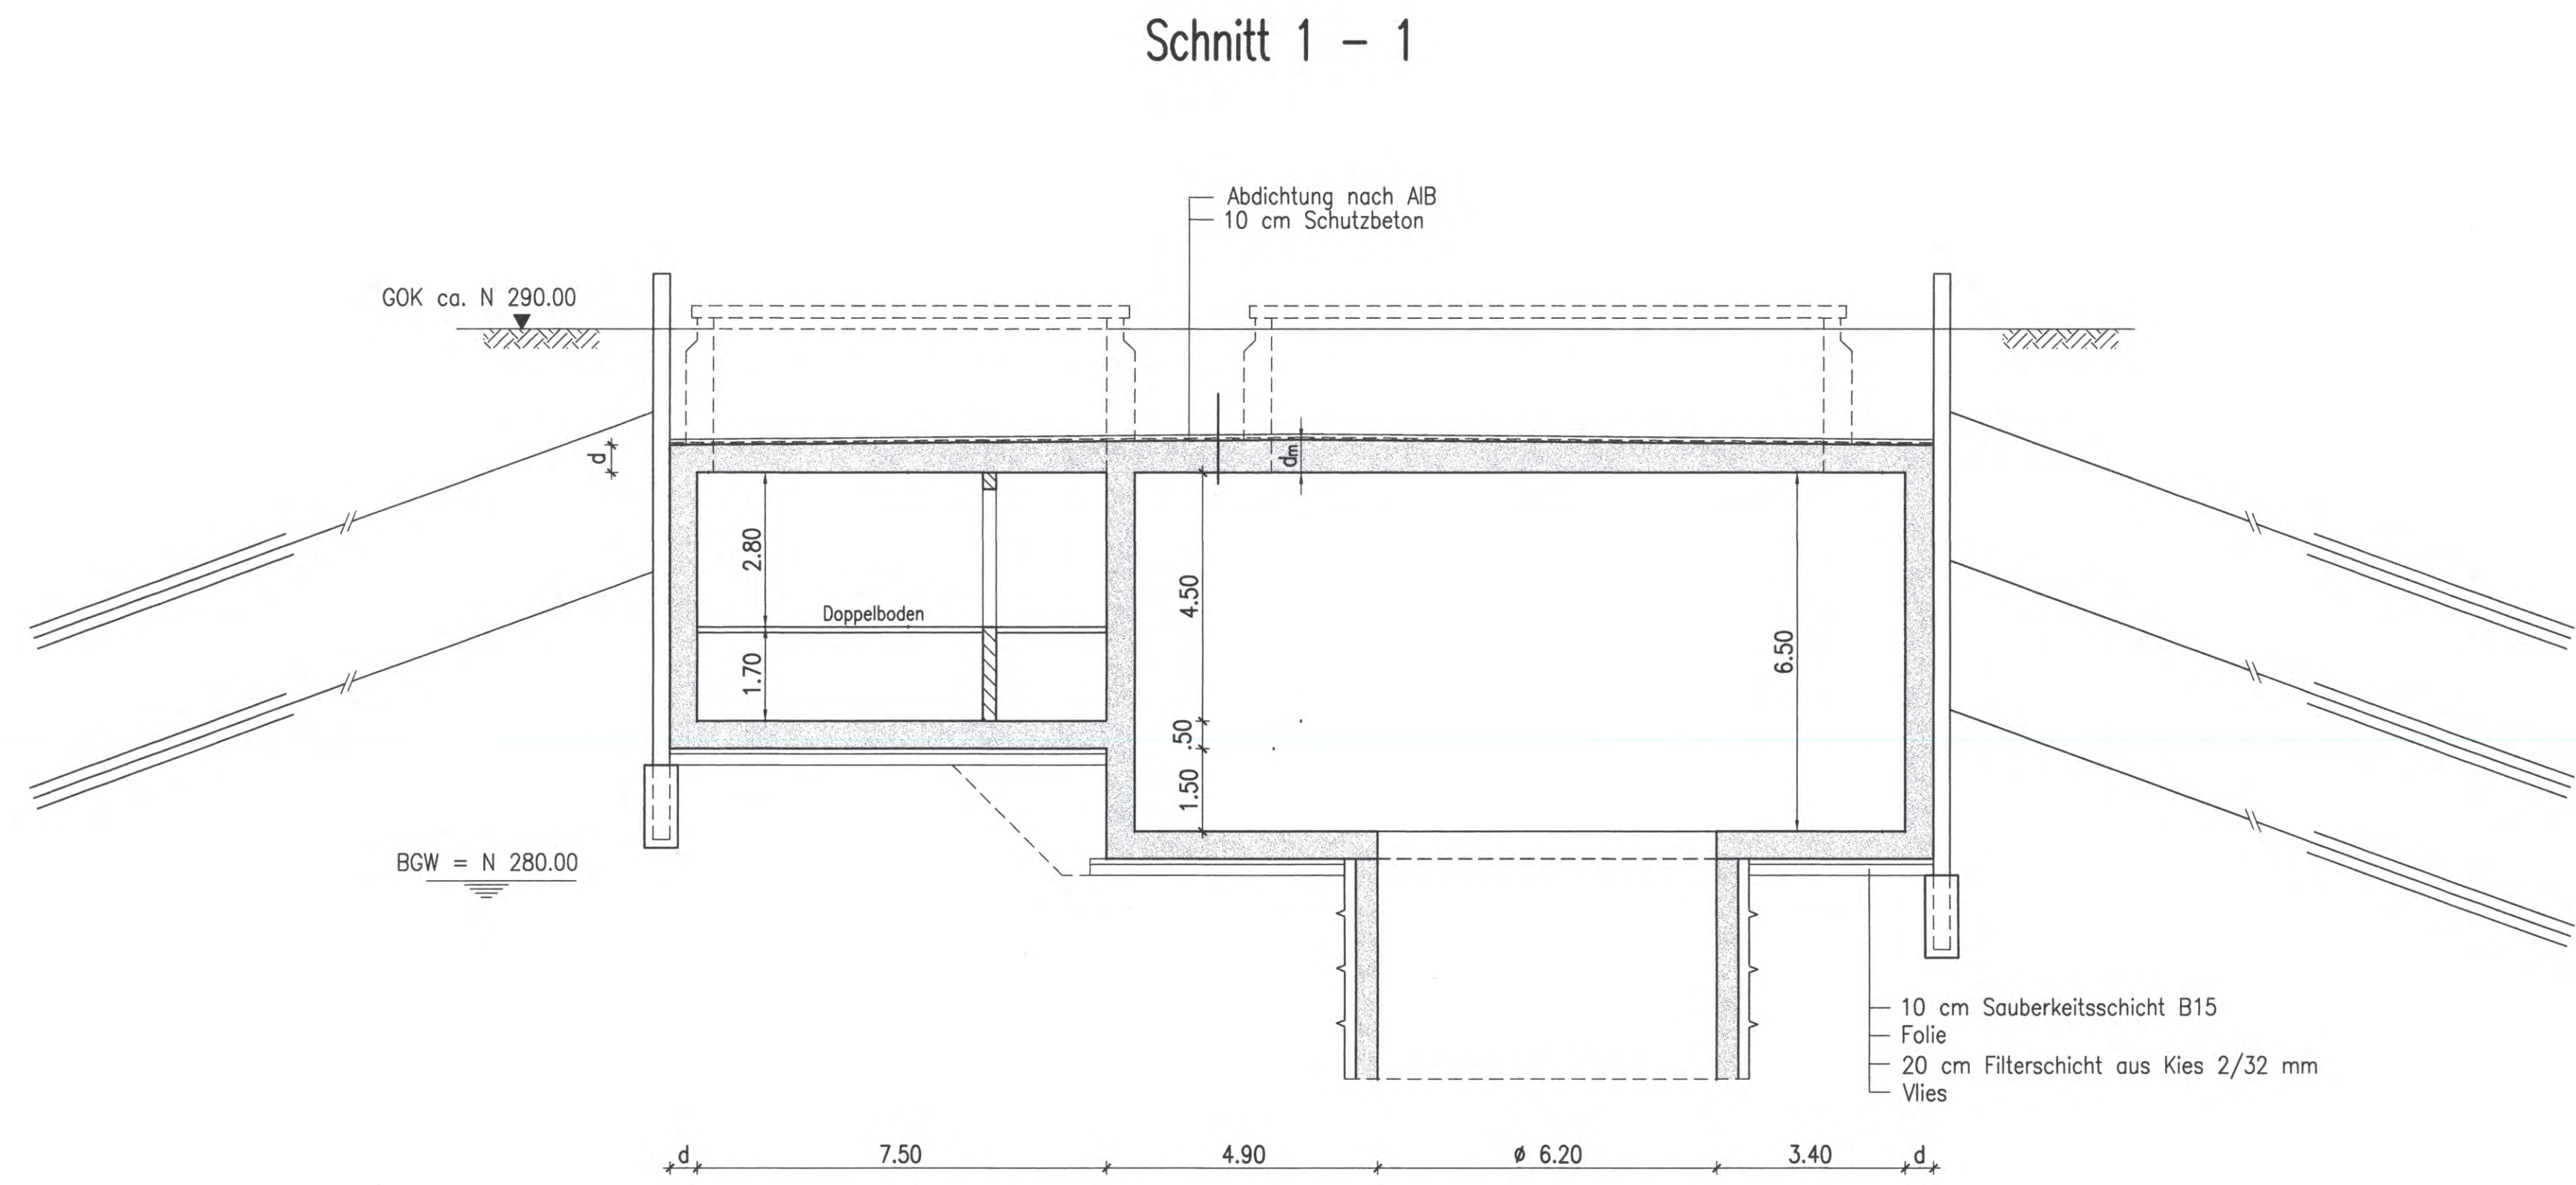 Schnitt 1 – 1
Abdichtung nach AIB
10 cm Schutzbeton
GOK ca. N 290.00
d
dm
2.80
Doppelboden
4.50
6.50
1.70
.50
1.50
BGW = N 280.00
10 cm Sauberkeitsschicht B15
Folie
20 cm Filterschicht aus Kies 2/32 mm
Vlies
d 7.50 4.90 ø 6.20 3.40 d